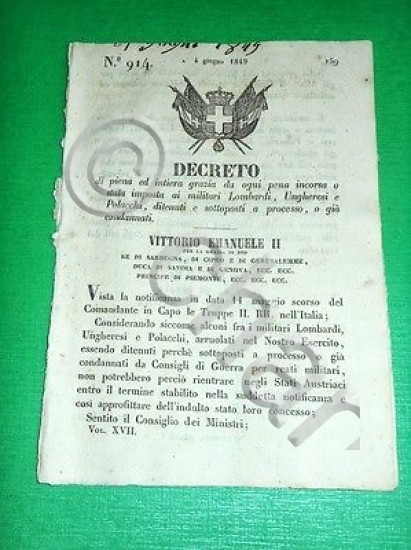 N.° 914.
4 giugno 1849
159
DECRETO
di piena ed intiera grazia da ogni pena incorsa o
stata imposta ai militari Lombardi, Ungheresi e
Polacchi, ditenuti e sottoposti a processo, o già
condannati.
VITTORIO EMANUELE II
PER LA GRAZIA DI DIO
RE DI SARDEGNA, DI CIPRO E DI GERUSALEMME,
DUCA DI SAVOIA E DI GENOVA, ECC. ECC.
PRINCIPE DI PIEMONTE, ECC. ECC. ECC.
Vista la notificanza in data maggio scorso del
Comandante in Capo le Truppe II. RR. nell'Italia;
Considerando siccome alcuni fra i militari Lombardi,
Ungheresi e Polacchi, arruolati nel Nostro Esercito,
essendo ditenuti perchè sottoposti a processo già
condannati da Consigli di Guerra per reati militari,
non potrebbero perciò rientrare negli Stati Austriaci
entro il termine stabilito nella suddetta notificanza e
così approfittare dell'indulto stato loro concesso;
Sentito il Consiglio dei Ministri;
Vol. XVII.